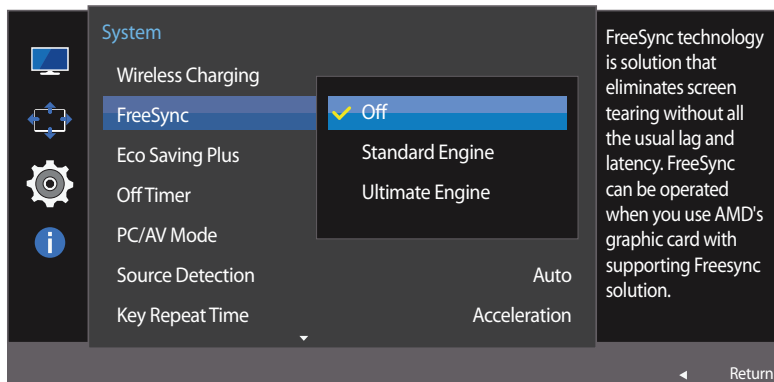 System
Wireless Charging
FreeSync
Eco Saving Plus
Off Timer
PC/AV Mode
Source Detection Auto
Key Repeat Time Acceleration
Off
Standard Engine
Ultimate Engine
FreeSync technology
is solution that
eliminates screen
tearing without all
the usual lag and
latency. FreeSync
can be operated
when you use AMD's
graphic card with
supporting Freesync
solution.
Return